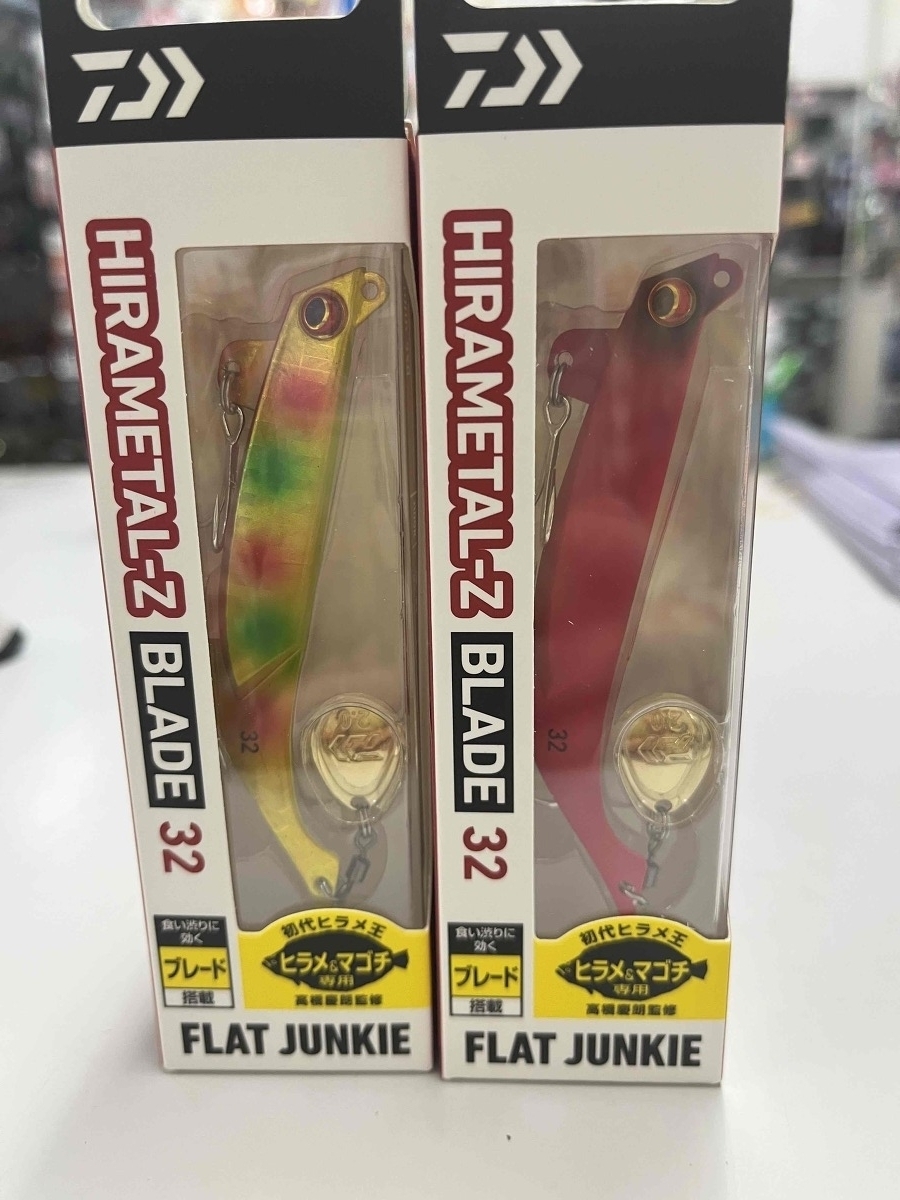 HIRAMETAL-Z BLADE 32
32
食い渋りに
効く
ブレード
搭載
初代ヒラメ王
ヒラメ&マゴチ
専用
高橋慶朗監修
FLAT JUNKIE
HIRAMETAL-Z BLADE 32
32
2.0
食い渋りに
効く
ブレード
搭載
初代ヒラメ王
ヒラメ&マゴチ
専用
高橋慶朗監修
FLAT JUNKIE